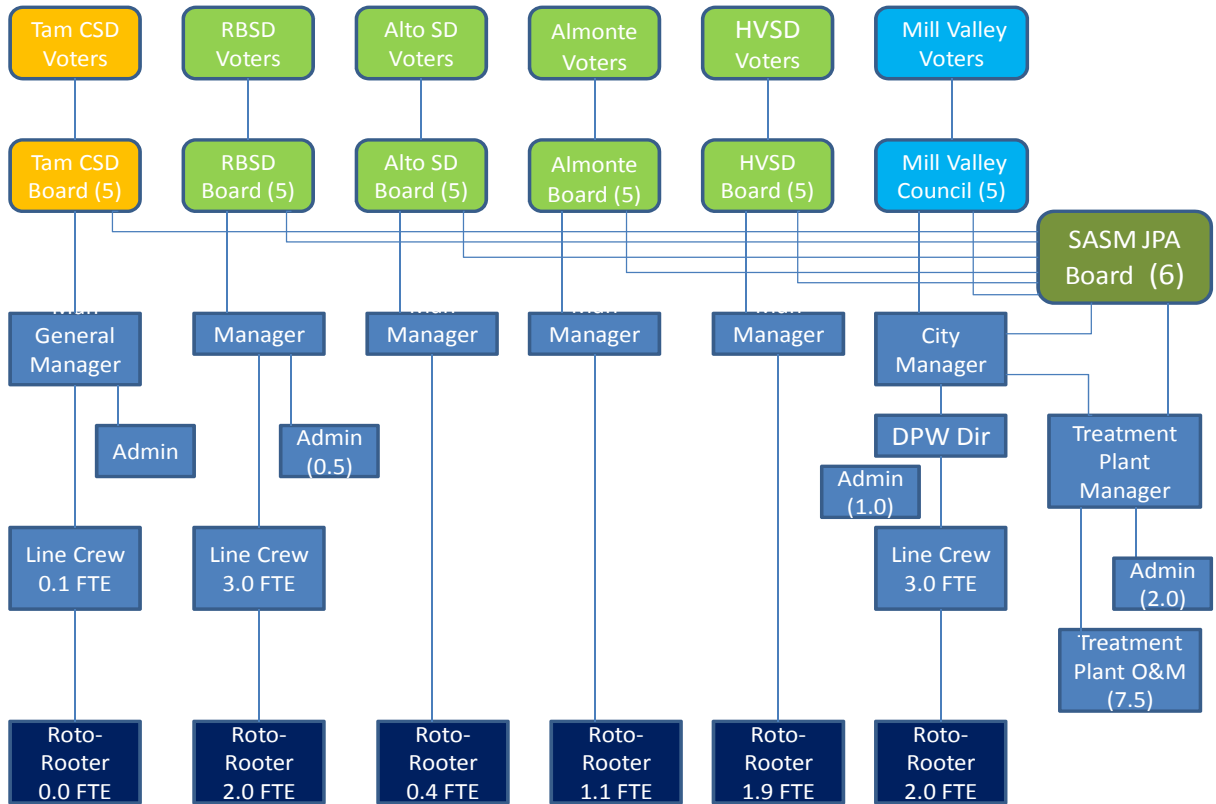 Tam CSD
Voters
RBSD
Voters
Alto SD
Voters
Almonte
Voters
HVSD
Voters
Mill Valley
Voters
Tam CSD
Board (5)
RBSD
Board (5)
Alto SD
Board (5)
Almonte
Board (5)
HVSD
Board (5)
Mill Valley
Council (5)
SASM JPA
Board (6)
General
Manager
Manager
Manager
Manager
Manager
City
Manager
Admin
Admin
(0.5)
DPW Dir
Admin
(1.0)
Treatment
Plant
Manager
Line Crew
0.1 FTE
Line Crew
3.0 FTE
Line Crew
3.0 FTE
Admin
(2.0)
Treatment
Plant O&M
(7.5)
Roto-
Rooter
0.0 FTE
Roto-
Rooter
2.0 FTE
Roto-
Rooter
0.4 FTE
Roto-
Rooter
1.1 FTE
Roto-
Rooter
1.9 FTE
Roto-
Rooter
2.0 FTE